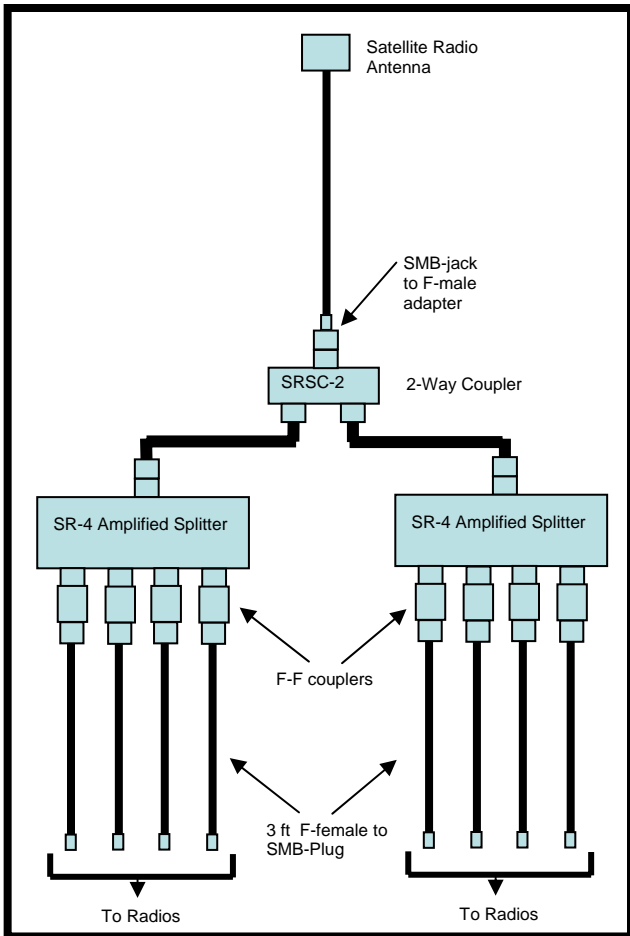 Satellite Radio
Antenna
SMB-jack
to F-male
adapter
SRSC-2
2-Way Coupler
SR-4 Amplified Splitter
SR-4 Amplified Splitter
F-F couplers
3 ft  F-female to
SMB-Plug
To Radios
To Radios